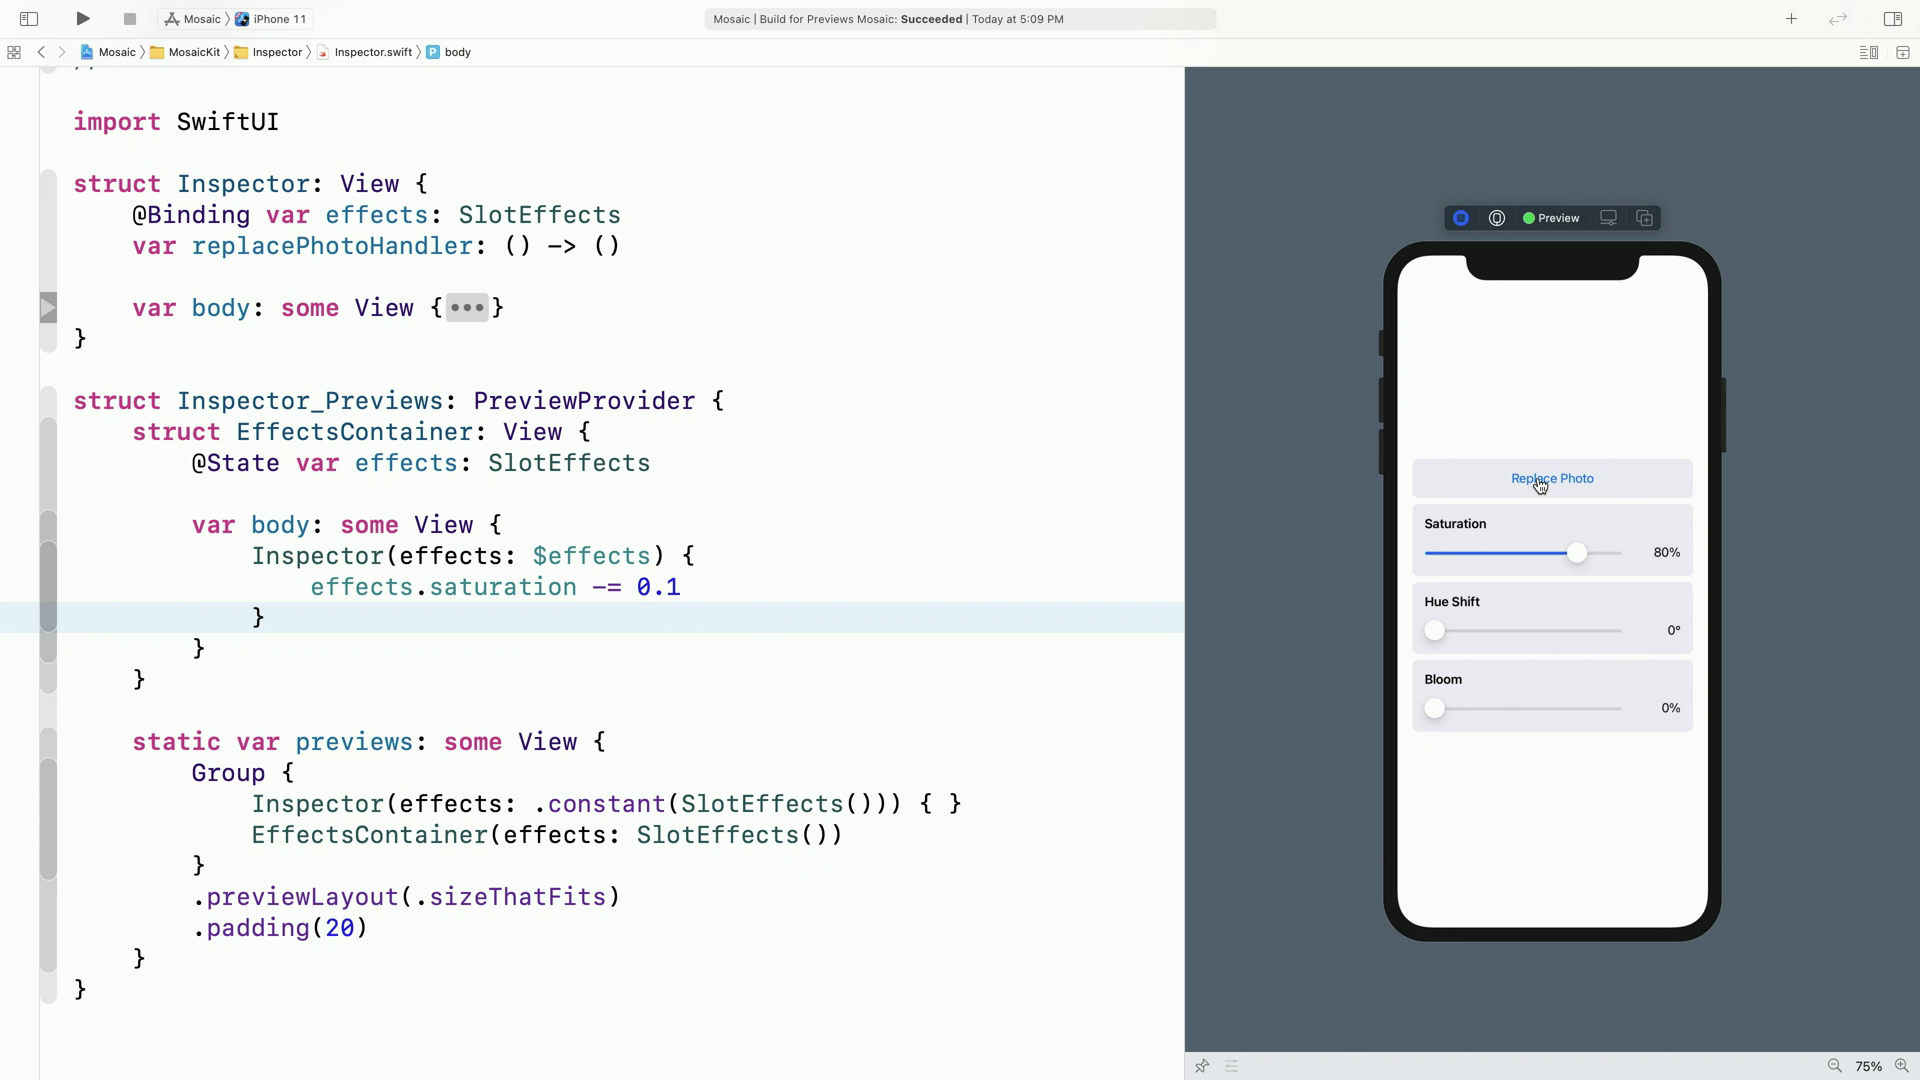 Mosaic
iPhone 11
Mosaic | Build for Previews Mosaic: Succeeded | Today at 5:09 PM
Mosaic
MosaicKit
Inspector
Inspector.swift
P body
import SwiftUI
struct Inspector: View {
@Binding var effects: SlotEffects
var replacePhotoHandler: () -> ()
var body: some View {•••}
}
struct Inspector_Previews: PreviewProvider {
struct EffectsContainer: View {
@State var effects: SlotEffects
var body: some View {
Inspector(effects: $effects) {
effects.saturation -= 0.1
}
}
}
static var previews: some View {
Group {
Inspector(effects: .constant(SlotEffects())) { }
EffectsContainer(effects: SlotEffects())
}
.previewLayout(.sizeThatFits)
.padding(20)
}
}
Preview
Replace Photo
Saturation
80%
Hue Shift
0°
Bloom
0%
75%